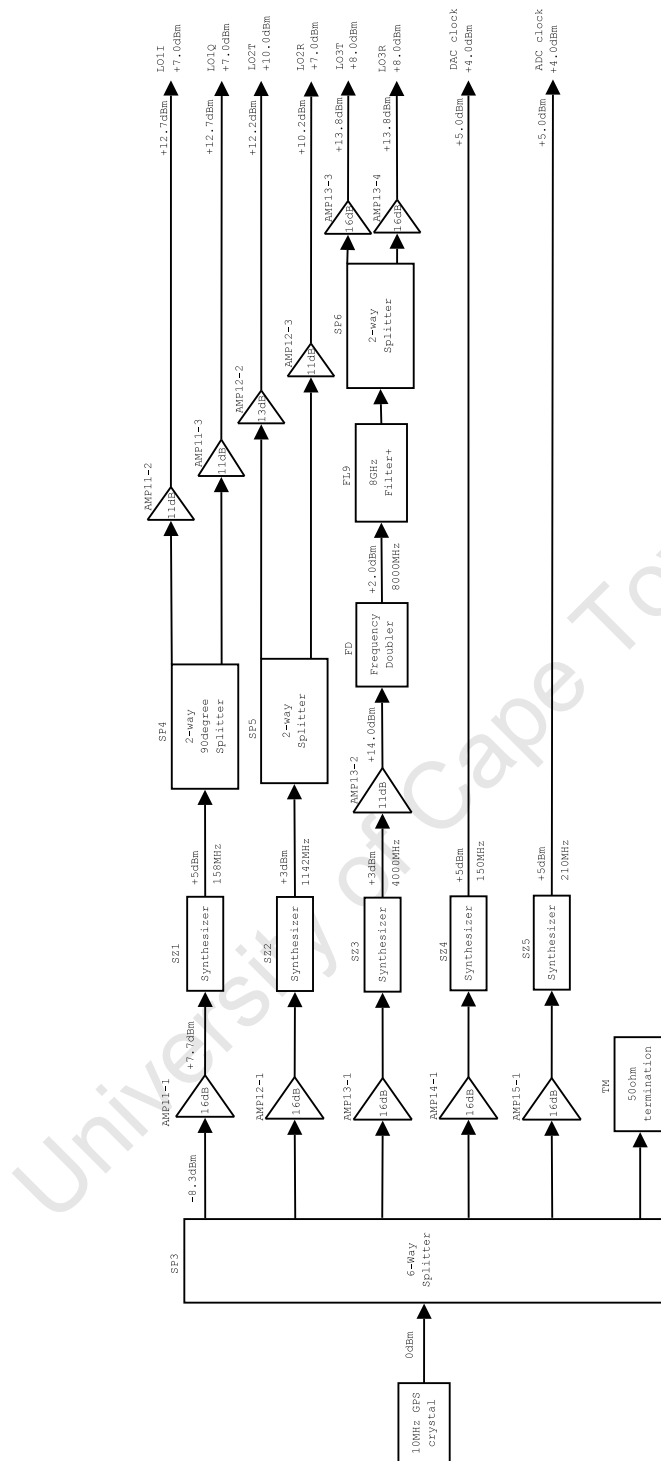 LO1I
+7.0dBm
LO1Q
+7.0dBm
LO2T
+10.0dBm
LO2R
+7.0dBm
LO3T
+8.0dBm
LO3R
+8.0dBm
DAC clock
+4.0dBm
ADC clock
+4.0dBm
+12.7dBm
+12.7dBm
+12.2dBm
+10.2dBm
+13.8dBm
+13.8dBm
+5.0dBm
+5.0dBm
AMP13-3
16dB
AMP13-4
16dB
SP6
2-way
Splitter
AMP12-3
11dB
AMP12-2
13dB
AMP11-3
11dB
AMP11-2
11dB
FL9
8GHz
Filter+
+2.0dBm
8000MHz
FD
Frequency
Doubler
SP4
2-way
90degree
Splitter
SP5
2-way
Splitter
+14.0dBm
AMP13-2
11dB
+5dBm
158MHz
+3dBm
1142MHz
+3dBm
4000MHz
+5dBm
150MHz
+5dBm
210MHz
SZ1
Synthesizer
SZ2
Synthesizer
SZ3
Synthesizer
SZ4
Synthesizer
SZ5
Synthesizer
+7.7dBm
AMP11-1
16dB
AMP12-1
16dB
AMP13-1
16dB
AMP14-1
16dB
AMP15-1
16dB
TM
50ohm
termination
-8.3dBm
SP3
6-Way
Splitter
0dBm
10MHz GPS
crystal
University of Cape To